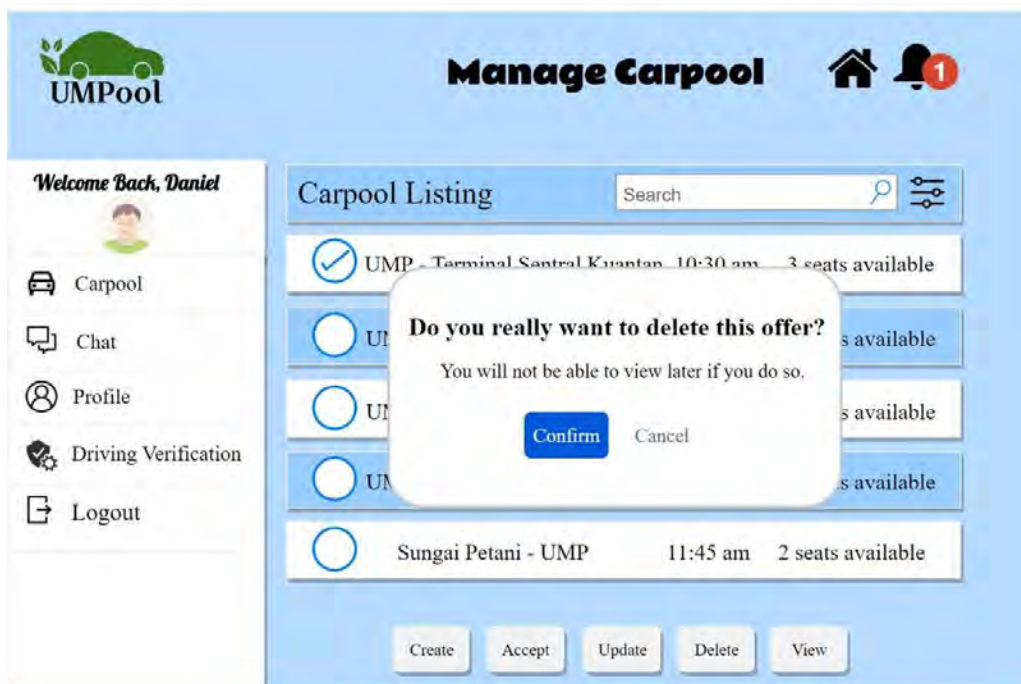 UMPool
Manage Carpool
1
Welcome Back, Daniel
Carpool
Chat
Profile
Driving Verification
Logout
Carpool Listing
Search
UMP - Terminal Sentral Kuantan 10:30 am 3 seats available
Do you really want to delete this offer?
You will not be able to view later if you do so.
Confirm Cancel
available
available
available
Sungai Petani - UMP 11:45 am 2 seats available
Create Accept Update Delete View